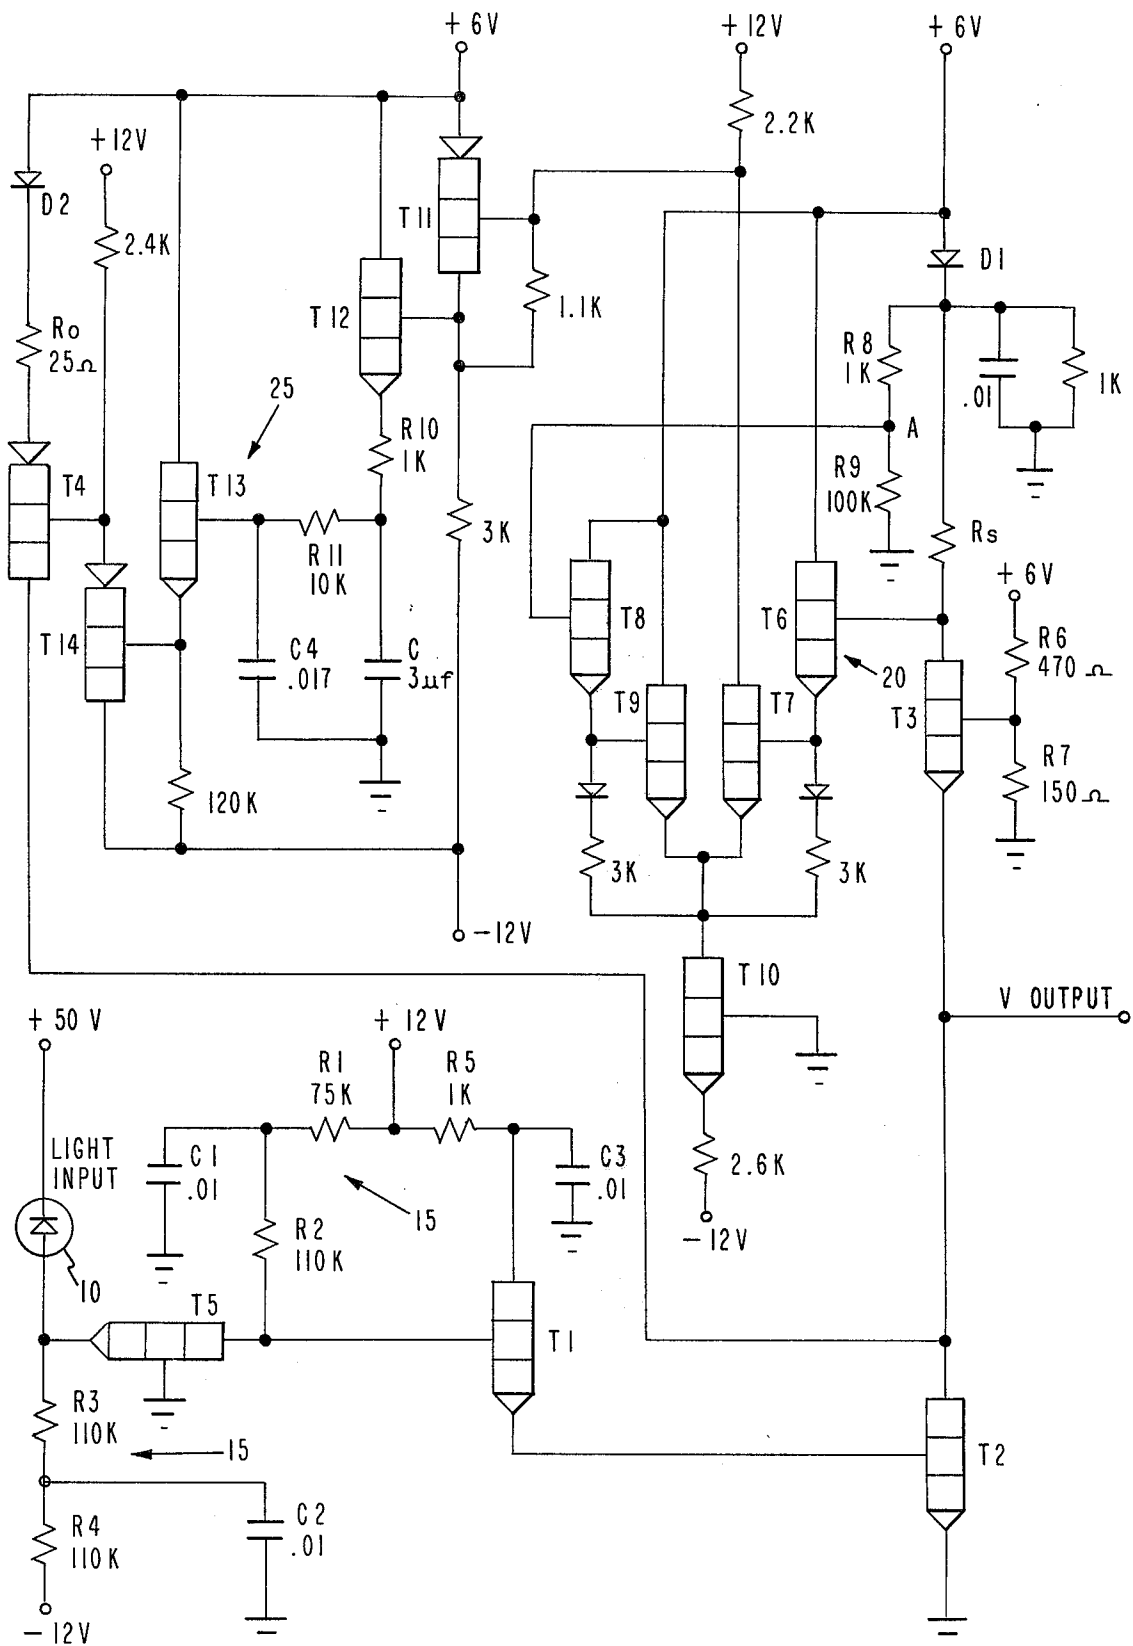 + 6V
+12V
+ 6V
+12V
2.2K
D2
T11
2.4K
D1
1.1K
T12
Ro
25Ω
R8
1K
.01
1K
25
R10
1K
A
T4
T13
R9
100K
3K
Rs
R11
10K
+ 6V
T14
T8
T6
R6
470 Ω
C4
.017
C
3µf
20
T9
T7
T3
R7
150Ω
120K
3K
3K
-12V
T10
V OUTPUT
+ 50 V
+ 12V
R1
75K
R5
1K
LIGHT
INPUT
C1
.01
C3
.01
2.6K
15
R2
110K
-12V
10
T5
T1
R3
110K
15
T2
R4
110K
C2
.01
-12V